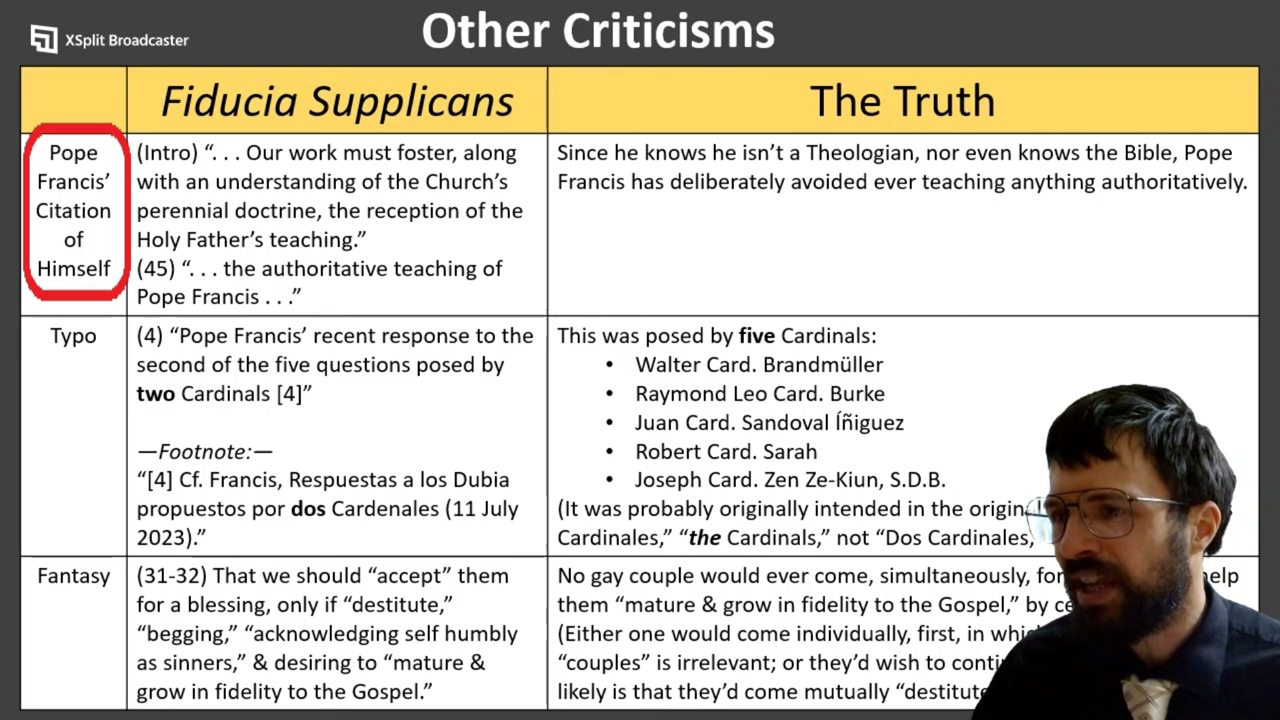 XSplit Broadcaster
Other Criticisms
Fiducia Supplicans
The Truth
Pope
Francis’
Citation
of
Himself
(Intro) “. . . Our work must foster, along
with an understanding of the Church’s
perennial doctrine, the reception of the
Holy Father’s teaching.”
(45) “. . . the authoritative teaching of
Pope Francis . . .”
Since he knows he isn’t a Theologian, nor even knows the Bible, Pope
Francis has deliberately avoided ever teaching anything authoritatively.
Typo
(4) “Pope Francis’ recent response to the
second of the five questions posed by
two Cardinals [4]”
—Footnote:—
“[4] Cf. Francis, Respuestas a los Dubia
propuestos por dos Cardenales (11 July
2023).”
This was posed by five Cardinals:
• Walter Card. Brandmüller
• Raymond Leo Card. Burke
• Juan Card. Sandoval Íñiguez
• Robert Card. Sarah
• Joseph Card. Zen Ze-Kiun, S.D.B.
(It was probably originally intended in the
Cardinales,” “the Cardinals,” not “Dos Cardinales,
Fantasy
(31-32) That we should “accept” them
for a blessing, only if “destitute,”
“begging,” “acknowledging self humbly
as sinners,” & desiring to “mature &
grow in fidelity to the Gospel.”
No gay couple would ever come, simultaneously,
them “mature & grow in fidelity to the Gospel,” by
(Either one would come individually, first, in
“couples” is irrelevant; or they’d wish to
likely is that they’d come mutually